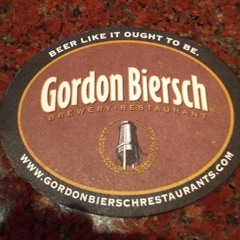 BEER LIKE IT OUGHT TO BE.
Gordon Biersch
BREWERY RESTAURANT
WWW.GORDONBIERSCHRESTAURANTS.COM